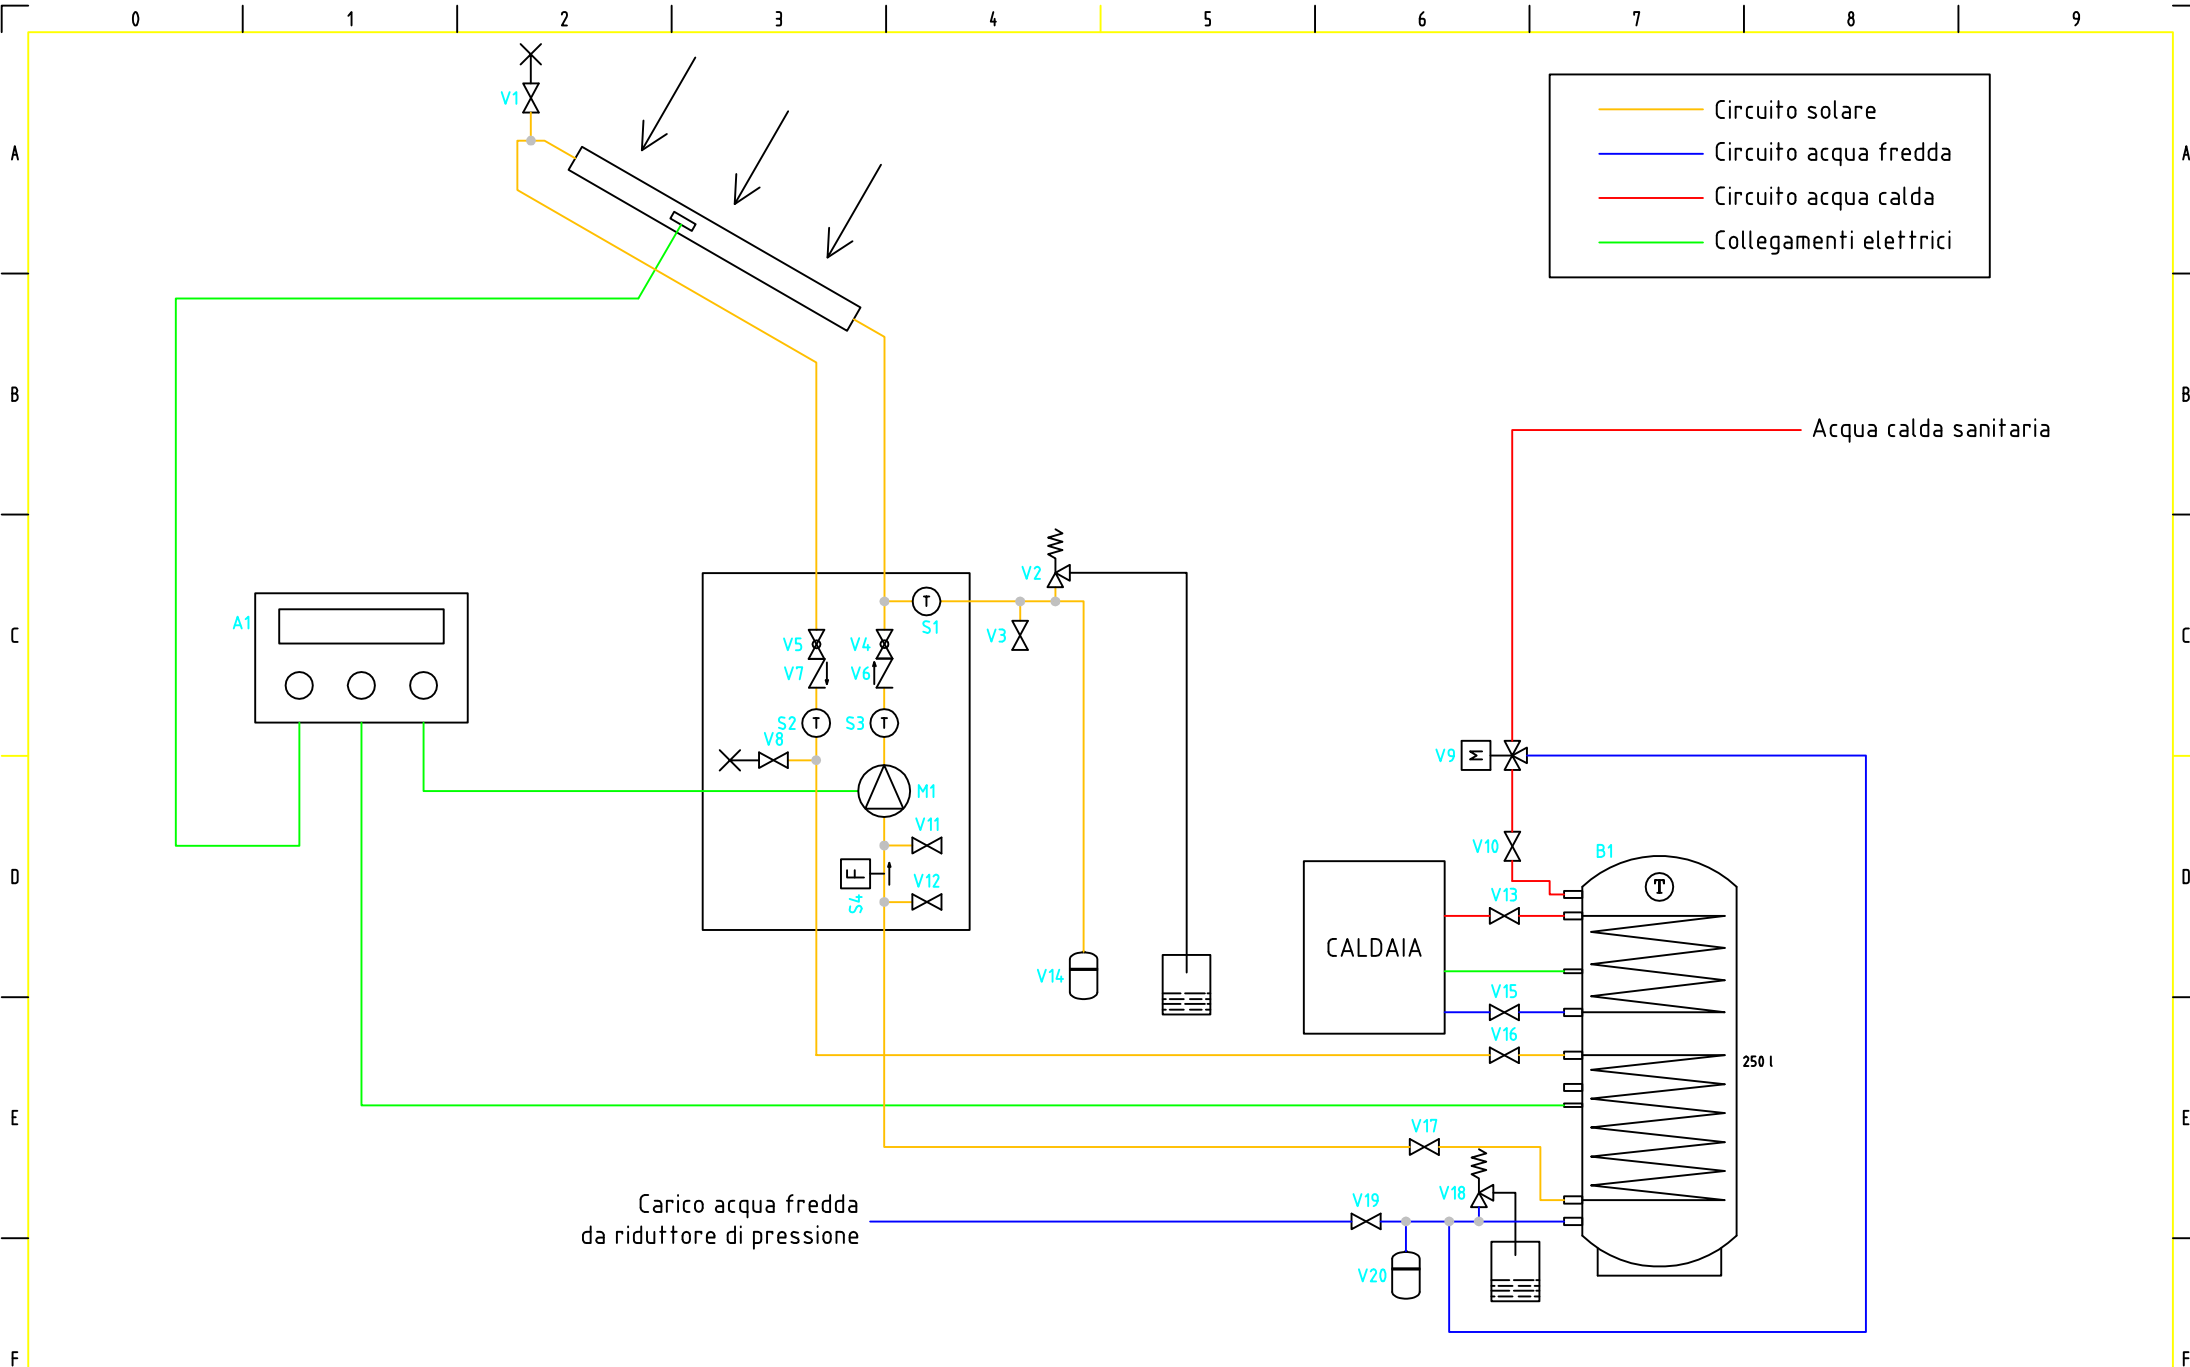 0 1 2 3 4 5 6 7 8 9
V1
Circuito solare
Circuito acqua fredda
Circuito acqua calda
Collegamenti elettrici
A A
B B
Acqua calda sanitaria
V2
A1
T
S1
C C
V3
V5 V4
V7 V6
S2 T S3 T
V8
V9 M
M1
V11
V10
B1
F
V12
D D
T
S4
V13
CALDAIA
V14
V15
V16
250 l
E E
V17
V18
Carico acqua fredda
V19
da riduttore di pressione
V20
F F